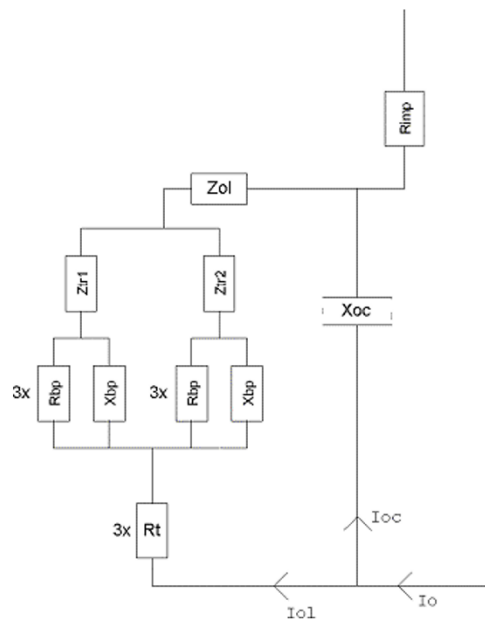 Rimp
Zol
Ztr1
Ztr2
Xoc
3x Rbp Xbp 3x Rbp Xbp
3x Rt
Ioc
Iol
Io